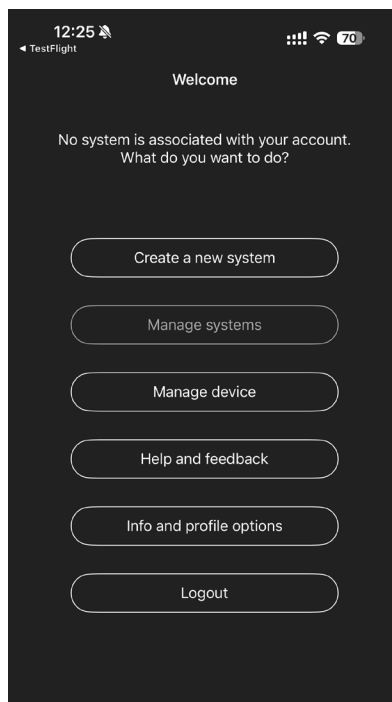 12:25
70
◀ TestFlight
Welcome
No system is associated with your account.
What do you want to do?
Create a new system
Manage systems
Manage device
Help and feedback
Info and profile options
Logout